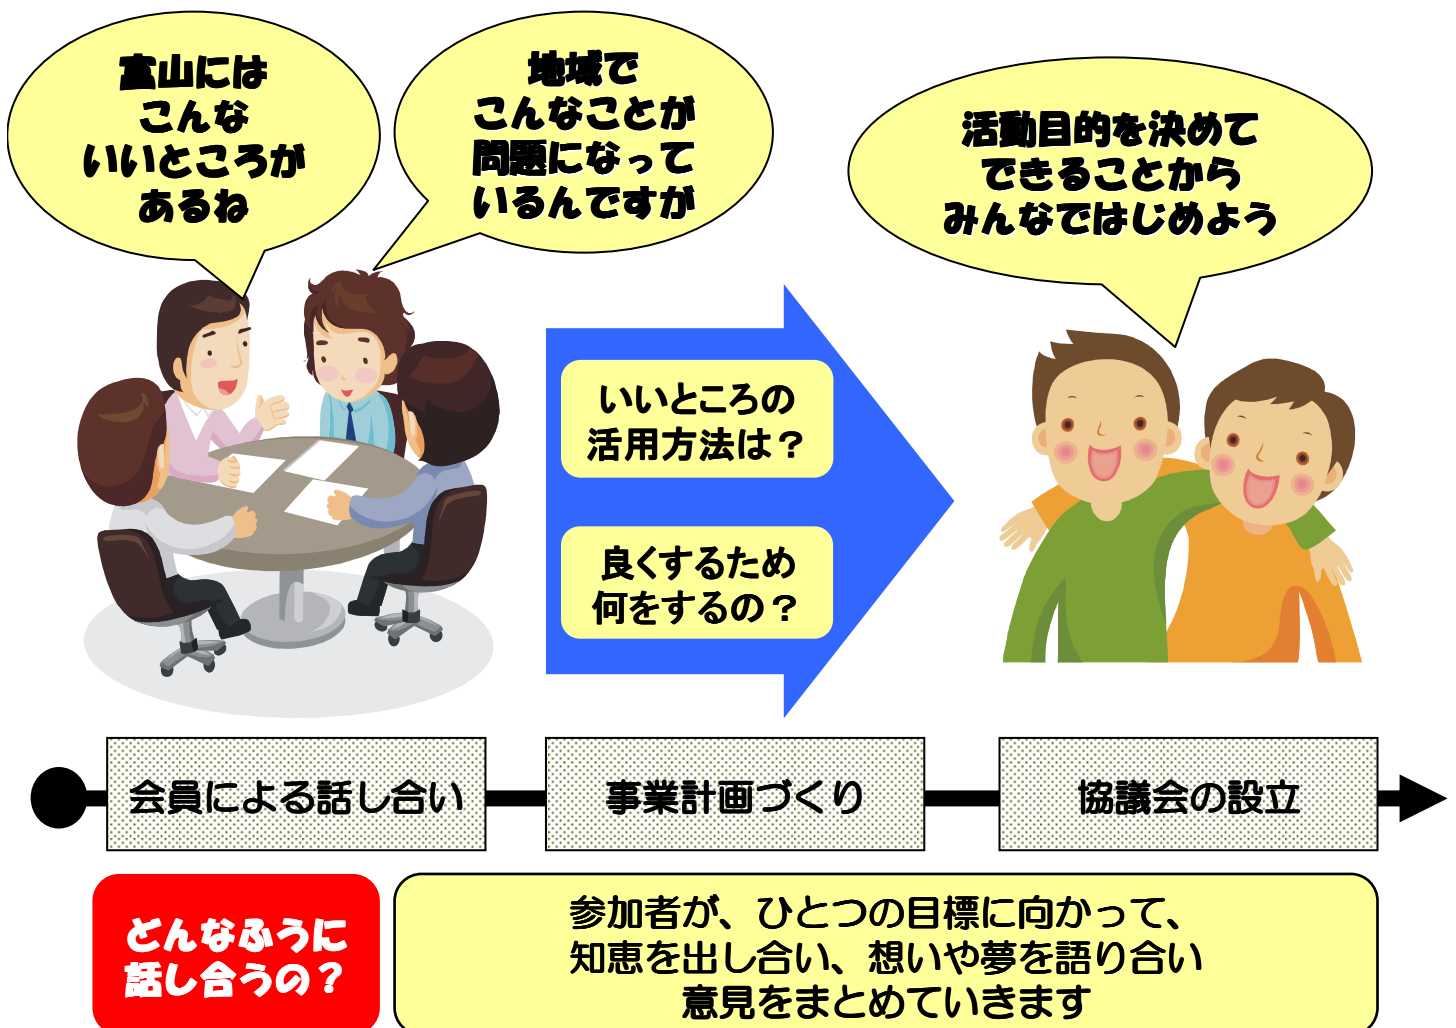 富山には
こんな
いいところが
あるね
地域で
こんなことが
問題になって
いるんですが
活動目的を決めて
できることから
みんなではじめよう
いいところの
活用方法は？
良くするため
何をするの？
会員による話し合い
事業計画づくり
協議会の設立
どんなふうに
話し合うの？
参加者が、ひとつの目標に向かって、
知恵を出し合い、想いや夢を語り合い
意見をまとめていきます